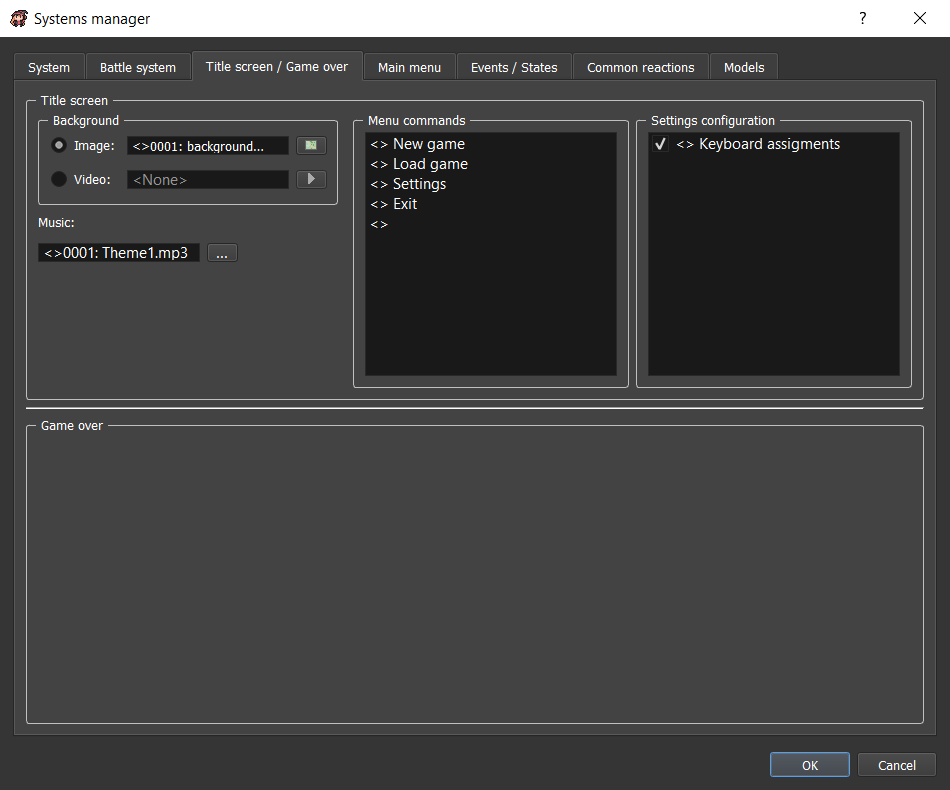 Systems manager
?
System
Battle system
Title screen / Game over
Main menu
Events / States
Common reactions
Models
Title screen
Background
Image:
<>0001: background...
Video:
<None>
Music:
<>0001: Theme1.mp3
...
Menu commands
<> New game
<> Load game
<> Settings
<> Exit
<>
Settings configuration
<> Keyboard assigments
Game over
OK
Cancel